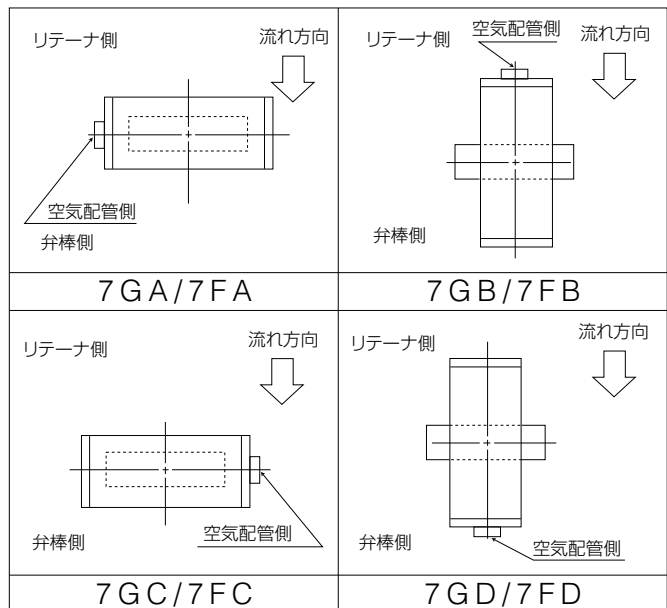 リテーナ側
流れ方向
空気配管側
弁棒側
7GA/7FA
空気配管側
リテーナ側
流れ方向
弁棒側
7GB/7FB
リテーナ側
流れ方向
空気配管側
弁棒側
7GC/7FC
リテーナ側
流れ方向
弁棒側
空気配管側
7GD/7FD